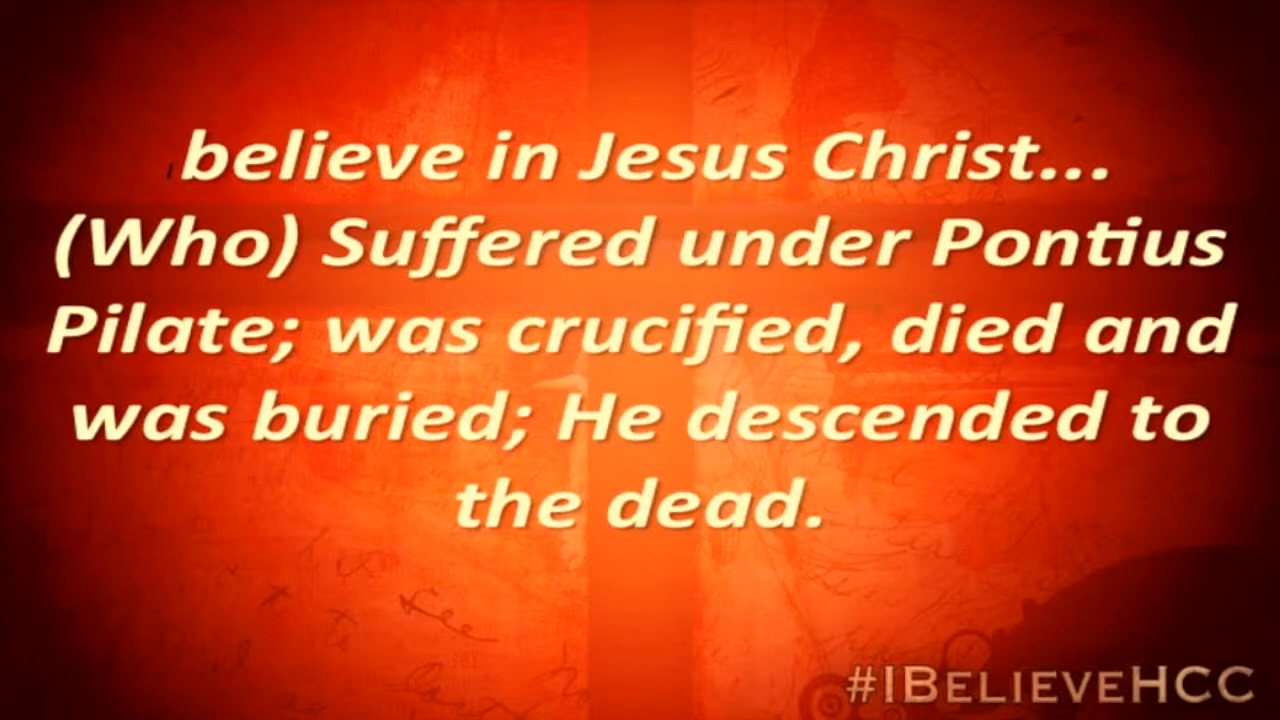 believe in Jesus Christ...
(Who) Suffered under Pontius
Pilate; was crucified, died and
was buried; He descended to
the dead.
#IBELIEVEHCC